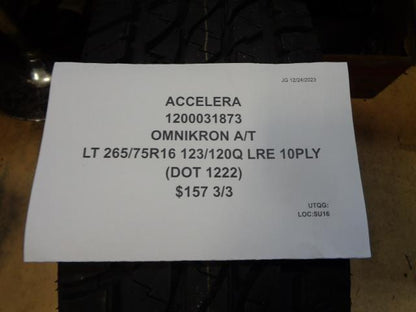 JG 12/24/2023
ACCELERA
1200031873
OMNIKRON A/T
LT 265/75R16 123/120Q LRE 10PLY
(DOT 1222)
$157 3/3
UTQG:
LOC:SU16